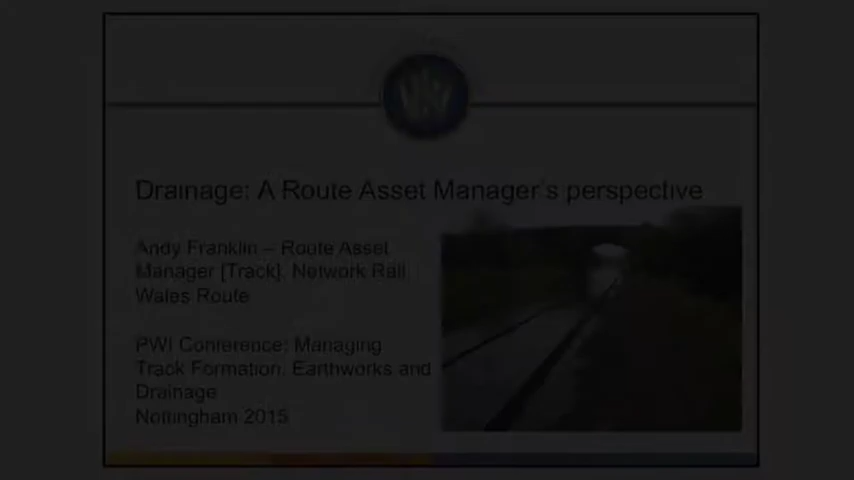 Drainage: A Route Asset Manager's perspective
Andy Franklin – Route Asset
Manager [Track], Network Rail,
Wales Route
PWI Conference: Managing
Track Formation, Earthworks and
Drainage
Nottingham 2015